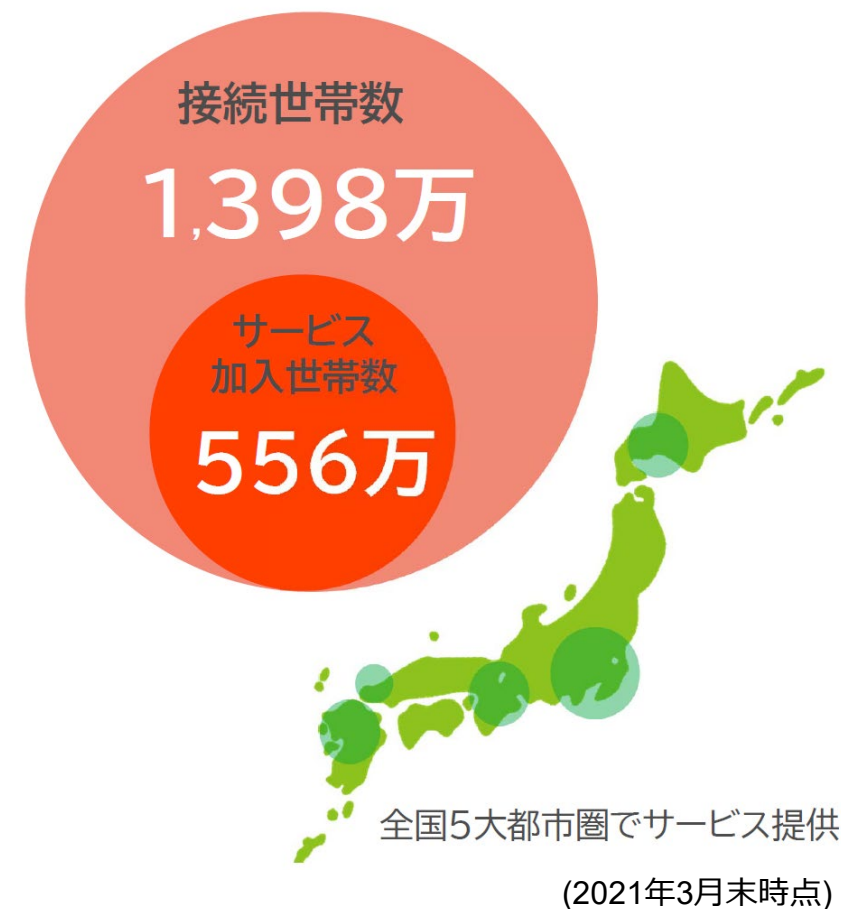 接続世帯数
1,398万
サービス
加入世帯数
556万
全国5大都市圏でサービス提供
(2021年3月末時点)